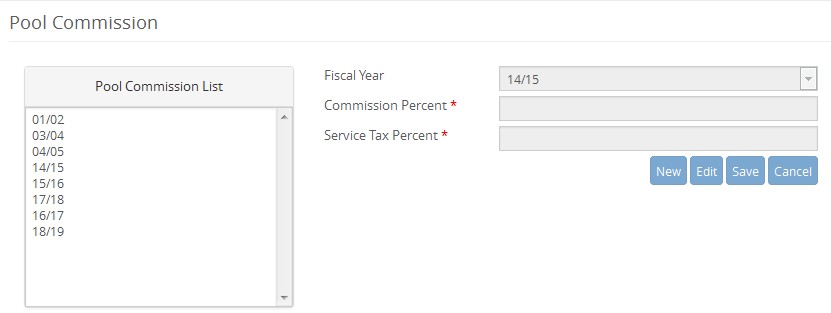 Pool Commission
Pool Commission List
01/02
03/04
04/05
14/15
15/16
17/18
16/17
18/19
Fiscal Year
14/15
Commission Percent *
Service Tax Percent *
New Edit Save Cancel